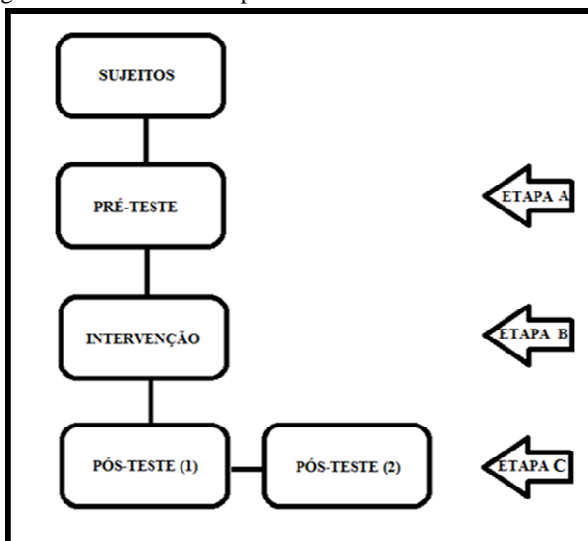 SUJEITOS
PRÉ-TESTE
ETAPA A
INTERVENÇÃO
ETAPA B
PÓS-TESTE (1)
PÓS-TESTE (2)
ETAPA C